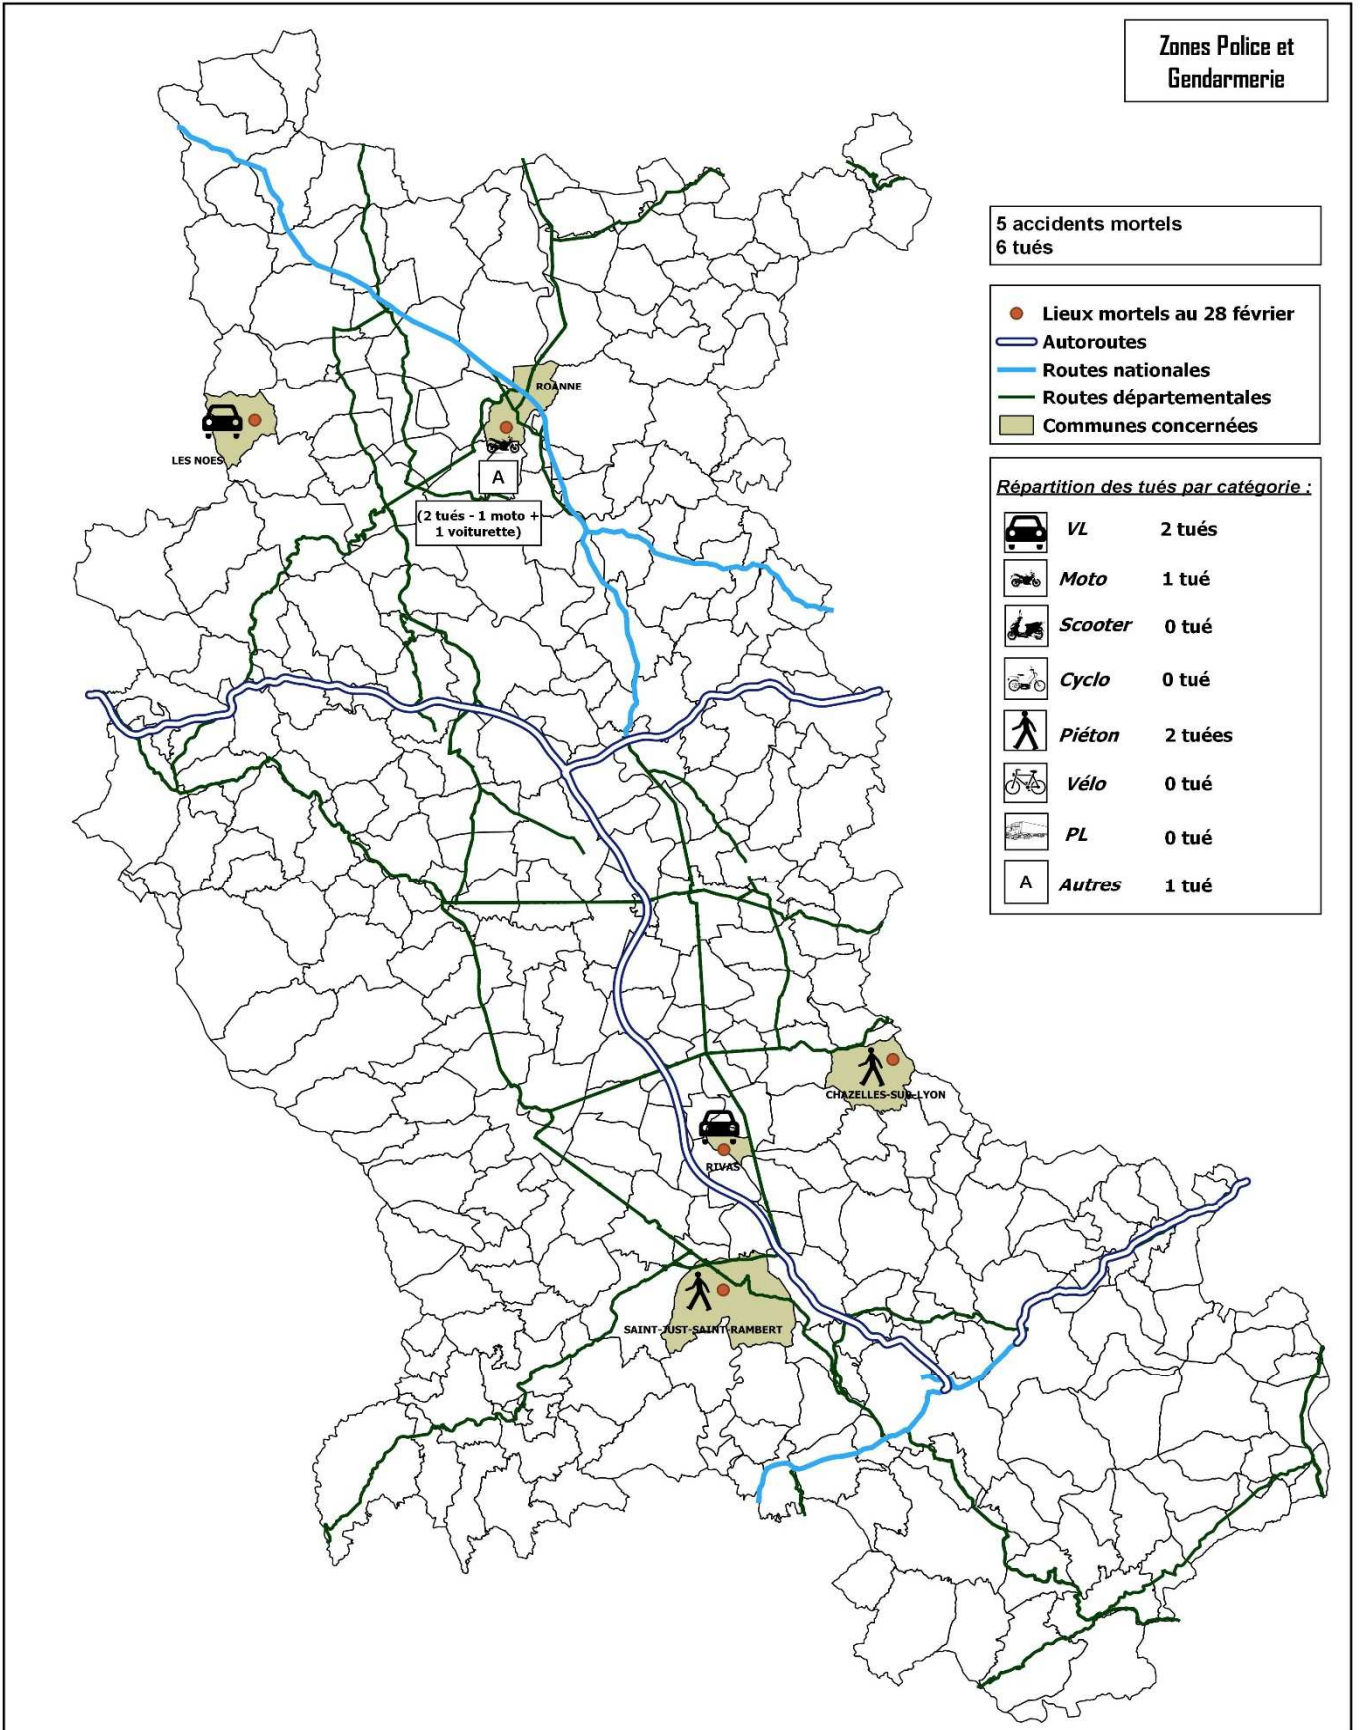 Zones Police et
Gendarmerie
5 accidents mortels
6 tués
Lieux mortels au 28 février
Autoroutes
Routes nationales
Routes départementales
Communes concernées
Répartition des tués par catégorie :
VL 2 tués
Moto 1 tué
Scooter 0 tué
Cyclo 0 tué
Piéton 2 tuées
Vélo 0 tué
PL 0 tué
A Autres 1 tué
ROANNE
LES NOES
A
(2 tués - 1 moto +
1 voiturette)
CHAZELLES-SUR-LYON
RIVAS
SAINT-JUST-SAINT-RAMBERT